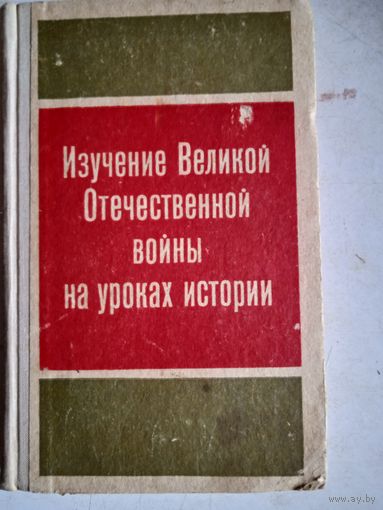 Изучение Великой
Отечественной
войны
на уроках истории
www.ay.by